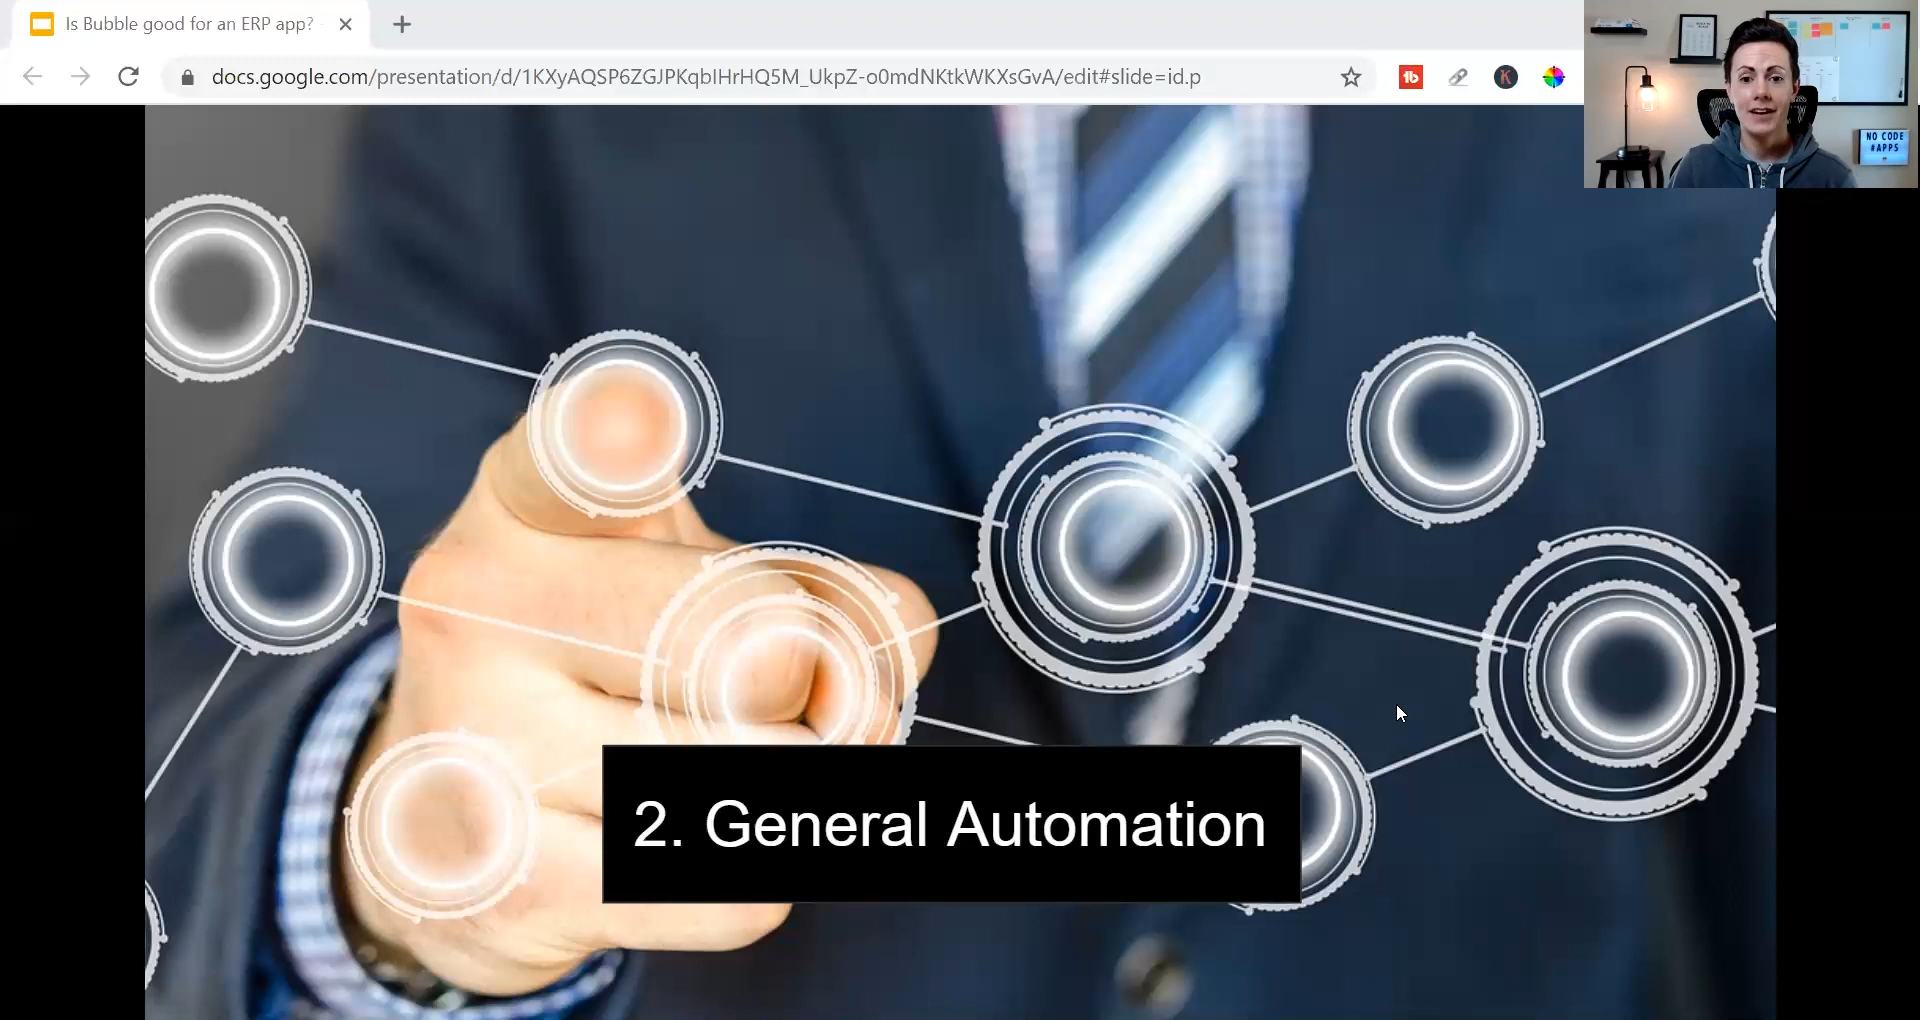 Is Bubble good for an ERP app?
docs.google.com/presentation/d/1KXyAQSP6ZGJPKqbIHrHQ5M_UkpZ-o0mdNKtkWKXsGvA/edit#slide=id.p
NO CODE
#APPS
2. General Automation